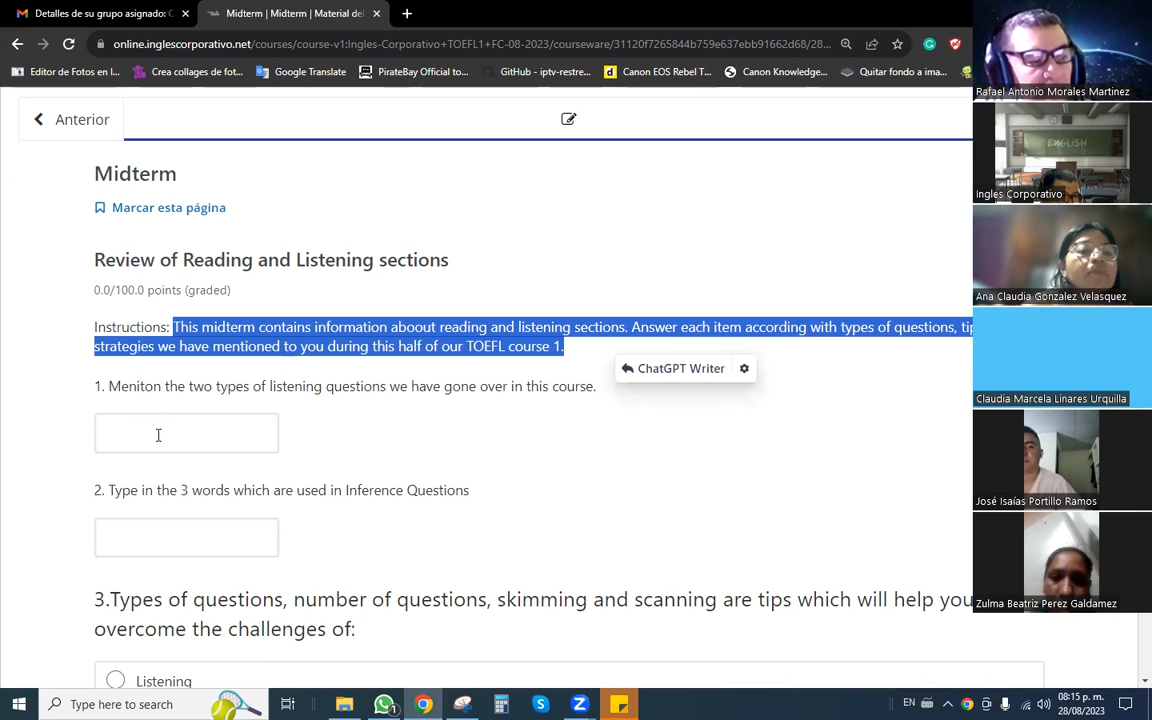 Detalles de su grupo asignado: C
Midterm | Midterm | Material del
online.inglescorporativo.net/courses/course-v1:Ingles-Corporativo+TOEFL1+FC-08-2023/courseware/31120f7265844b759e637ebb91662d68/28...
Editor de Fotos en l...
Crea collages de fot...
Google Translate
PirateBay Official to...
GitHub - iptv-restre...
Canon EOS Rebel T...
Canon Knowledge...
Quitar fondo a ima...
Anterior
Midterm
Marcar esta página
Review of Reading and Listening sections
0.0/100.0 points (graded)
Instructions: This midterm contains information aboout reading and listening sections. Answer each item according with types of questions, tip
strategies we have mentioned to you during this half of our TOEFL course 1.
ChatGPT Writer
1. Meniton the two types of listening questions we have gone over in this course.
2. Type in the 3 words which are used in Inference Questions
3.Types of questions, number of questions, skimming and scanning are tips which will help you
overcome the challenges of:
Listening
Rafael Antonio Morales Martinez
ENGLISH
Ingles Corporativo
Ana Claudia Gonzalez Velasquez
Claudia Marcela Linares Urquilla
José Isaías Portillo Ramos
Zulma Beatriz Perez Galdamez
Type here to search
1
EN
08:15 p. m.
28/08/2023